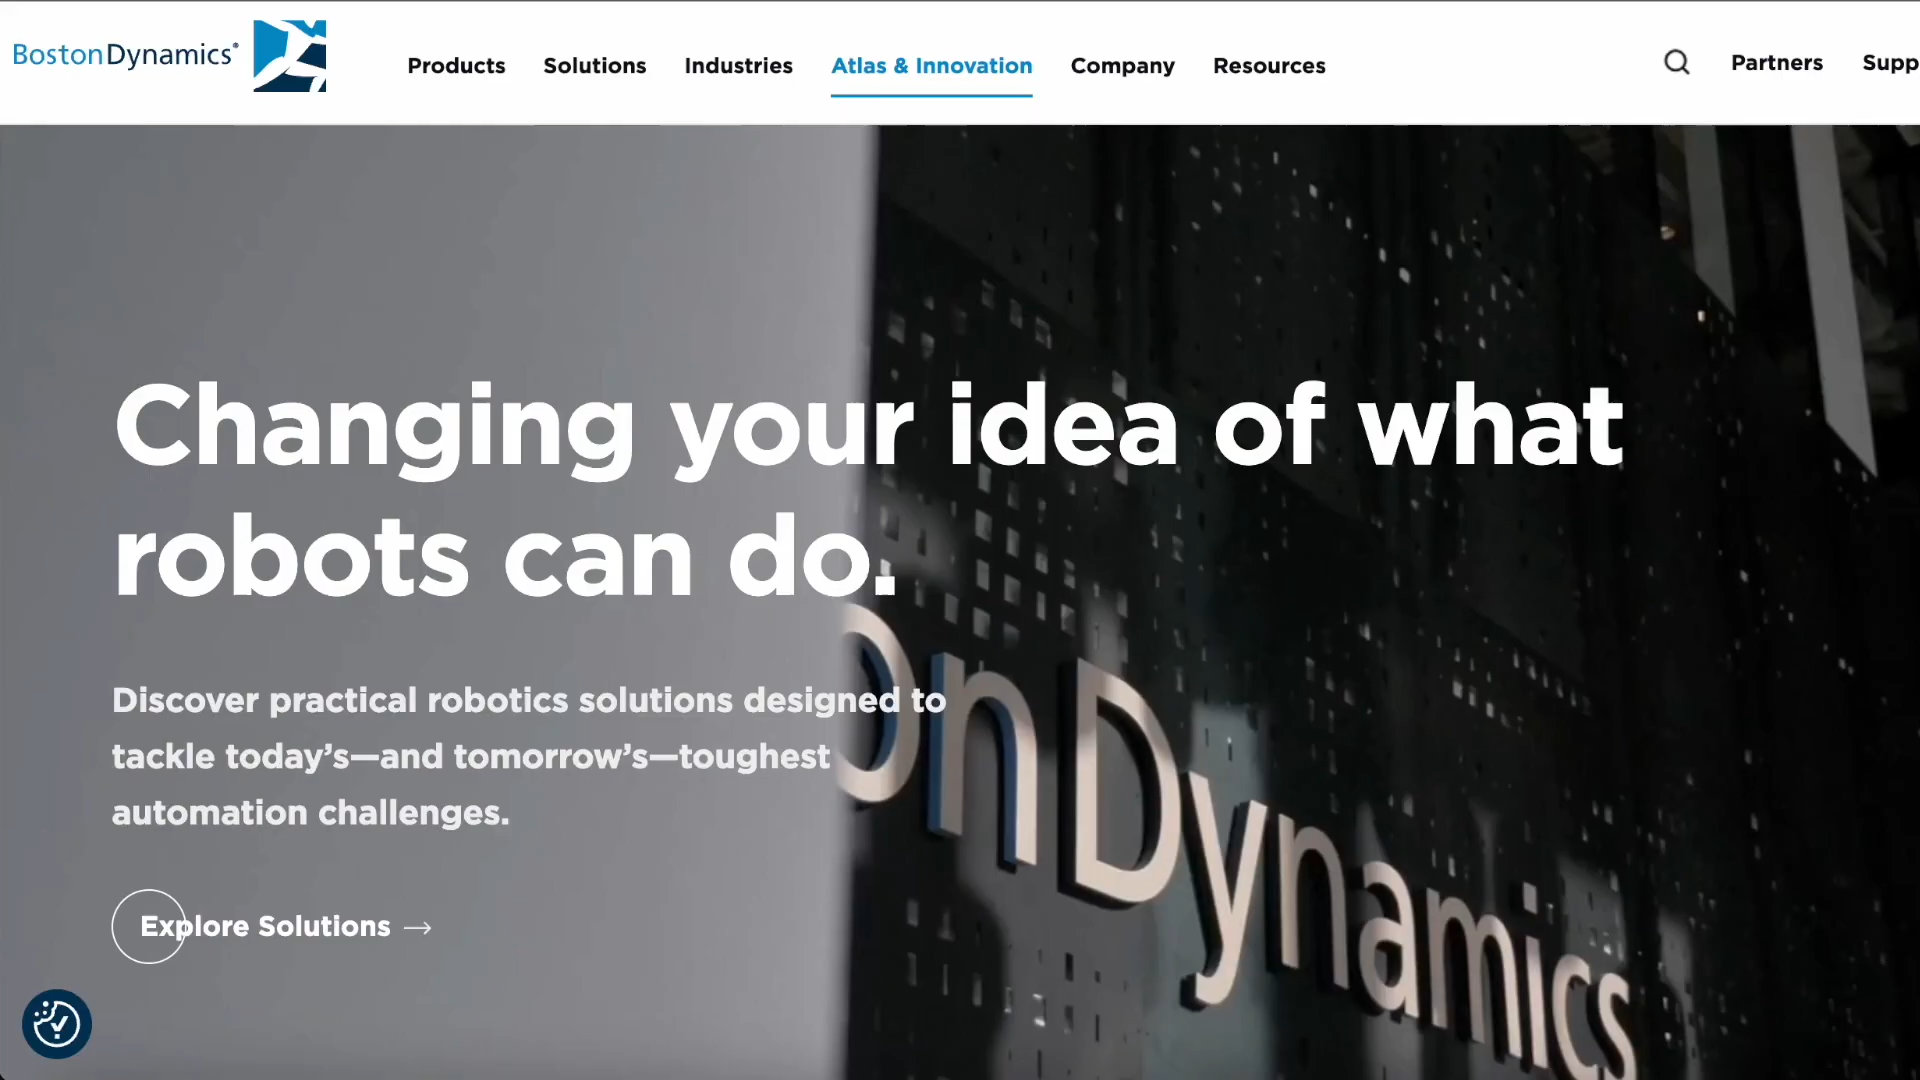 BostonDynamics®
Products Solutions Industries Atlas & Innovation Company Resources Partners Supp
Changing your idea of what
robots can do.
Discover practical robotics solutions designed to
tackle today’s—and tomorrow’s—toughest
automation challenges.
Explore Solutions →
onDynamics